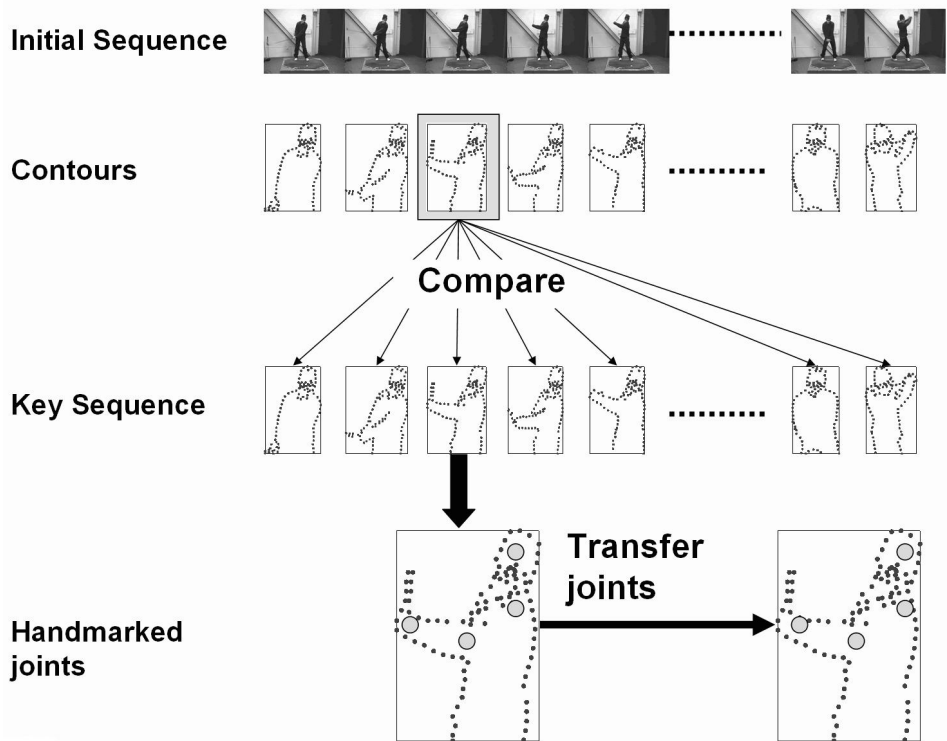 Initial Sequence
Contours
Compare
Key Sequence
Transfer
joints
Handmarked
joints